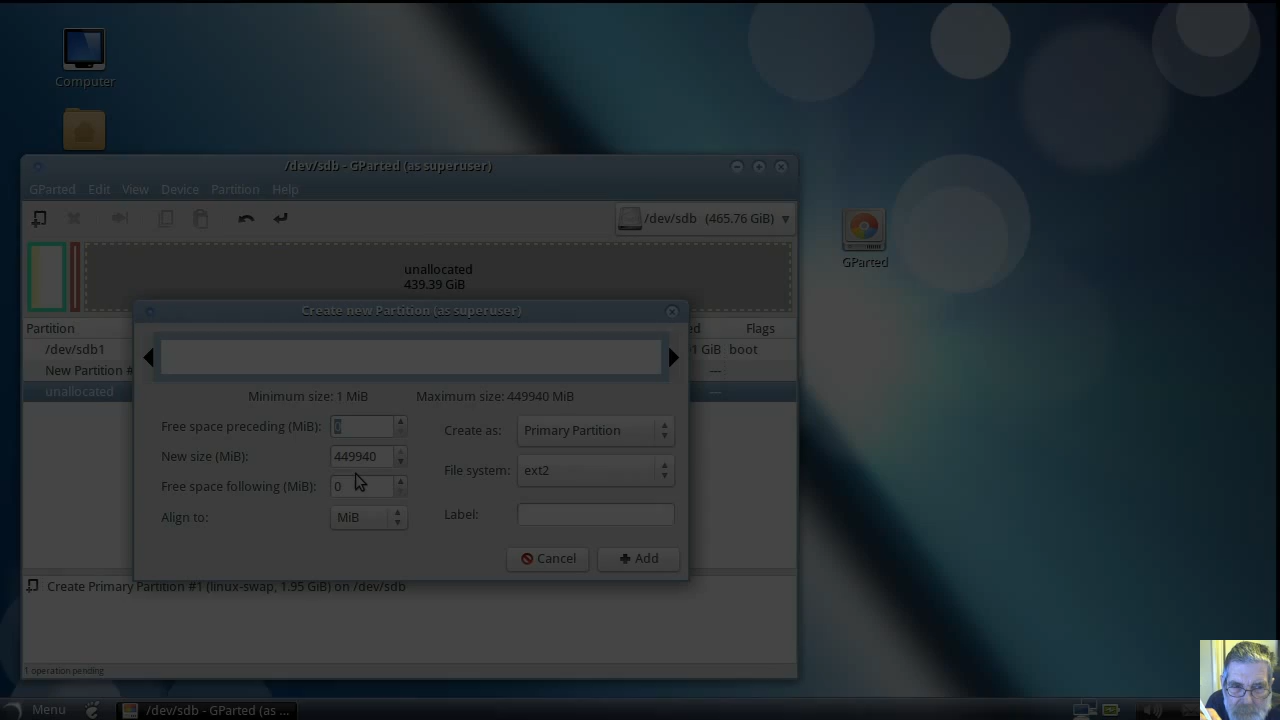 Computer
/dev/sdb - GParted (as superuser)
GParted Edit View Device Partition Help
/dev/sdb (465.76 GiB)
GParted
unallocated
439.39 GiB
Create new Partition (as superuser)
Partition
Flags
/dev/sdb1
GiB boot
New Partition #
---
unallocated
---
Minimum size: 1 MiB Maximum size: 449940 MiB
Free space preceding (MiB): 0
Create as: Primary Partition
New size (MiB): 449940
File system: ext2
Free space following (MiB): 0
Align to: MiB
Label:
Cancel Add
Create Primary Partition #1 (linux-swap, 1.95 GiB) on /dev/sdb
1 operation pending
Menu /dev/sdb - GParted (as ...